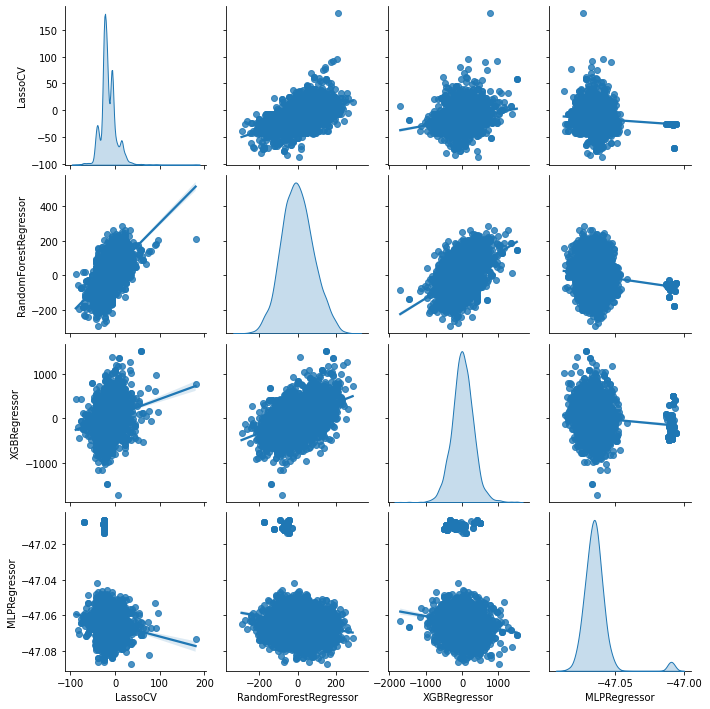 150
100
50
0
−50
−100
LassoCV
400
200
0
−200
RandomForestRegressor
1000
0
−1000
XGBRegressor
−47.02
−47.04
−47.06
−47.08
MLPRegressor
−100 0 100 200
LassoCV
−200 0 200
RandomForestRegressor
−2000 −1000 0 1000
XGBRegressor
−47.05 −47.00
MLPRegressor